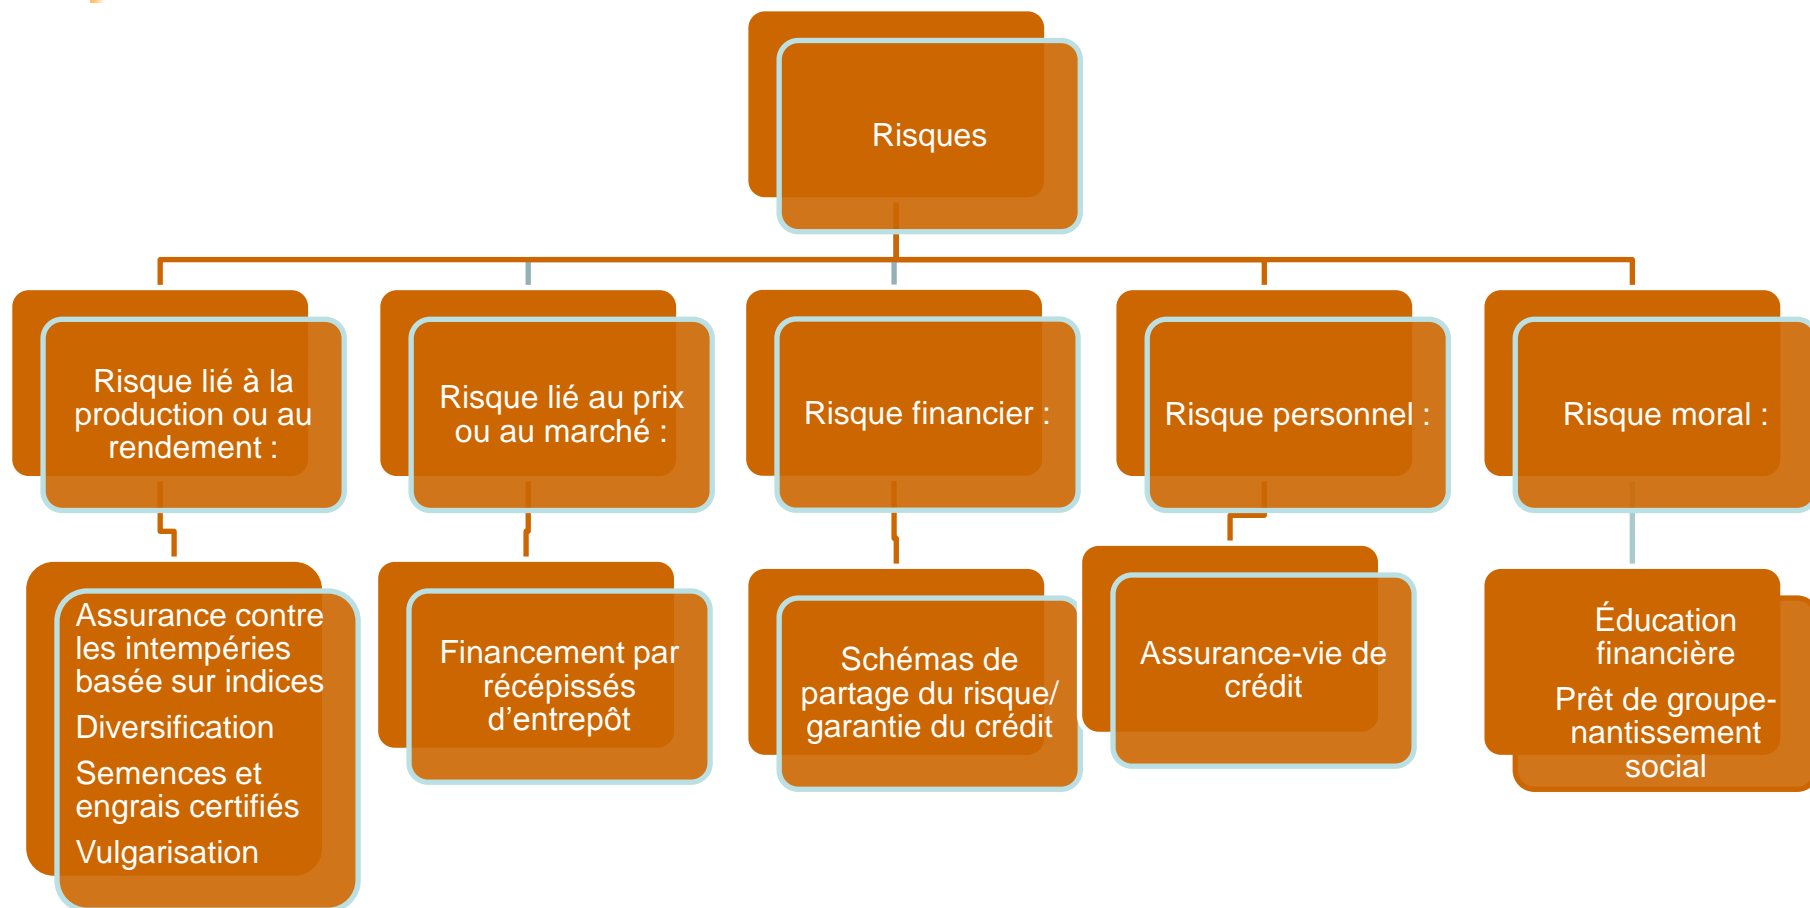 Risques
Risque lié à la
production ou au
rendement :
Risque lié au prix
ou au marché :
Risque financier :
Risque personnel :
Risque moral :
Assurance contre
les intempéries
basée sur indices
Diversification
Semences et
engrais certifiés
Vulgarisation
Financement par
récépissés
d’entrepôt
Schémas de
partage du risque/
garantie du crédit
Assurance-vie de
crédit
Éducation
financière
Prêt de groupe-
nantissement
social